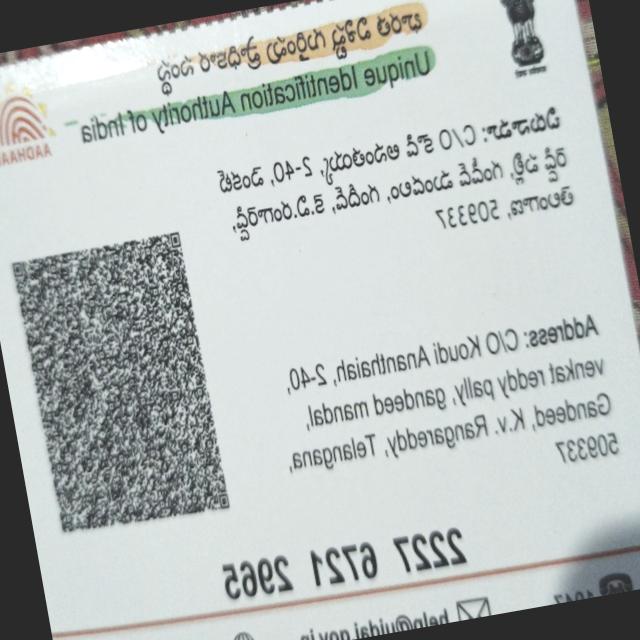 భారత విశిష్ట గుర్తింపు ప్రాధికార సంస్థ
Unique Identification Authority of India
AADHAAR
చిరునామా: C/O కౌడి అనంతయ్య, 2-40, వెంకట్
రెడ్డి పల్లి, గండీడ్ మండలం, గండీడ్, కె.వి.రంగారెడ్డి,
తెలంగాణ, 509337
Address: C/O Koudi Ananthaiah, 2-40,
venkat reddy pally, gandeed mandal,
Gandeed, K.v. Rangareddy, Telangana,
509337
2227 6721 2965
1947
help@uidai.gov.in